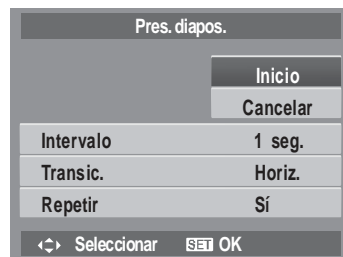 Pres. diapos.
Inicio
Cancelar
Intervalo 1 seg.
Transic. Horiz.
Repetir Sí
Seleccionar SET OK